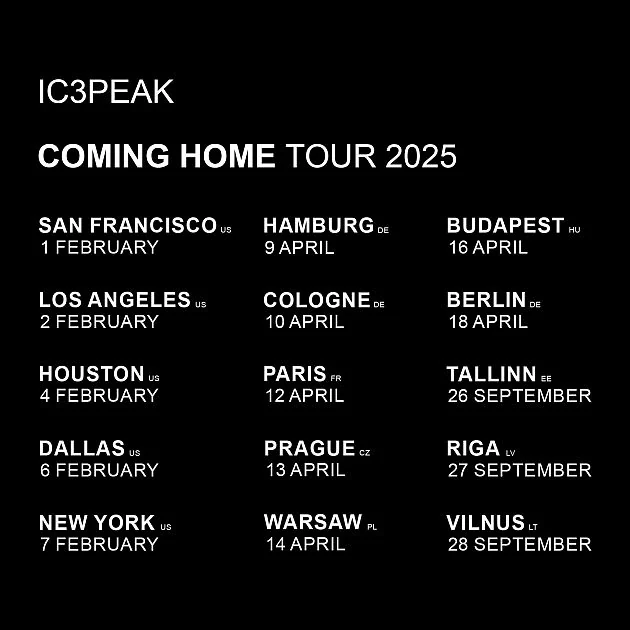 IC3PEAK
COMING HOME TOUR 2025
SAN FRANCISCO US
1 FEBRUARY
LOS ANGELES US
2 FEBRUARY
HOUSTON US
4 FEBRUARY
DALLAS US
6 FEBRUARY
NEW YORK US
7 FEBRUARY
HAMBURG DE
9 APRIL
COLOGNE DE
10 APRIL
PARIS FR
12 APRIL
PRAGUE CZ
13 APRIL
WARSAW PL
14 APRIL
BUDAPEST HU
16 APRIL
BERLIN DE
18 APRIL
TALLINN EE
26 SEPTEMBER
RIGA LV
27 SEPTEMBER
VILNUS LT
28 SEPTEMBER